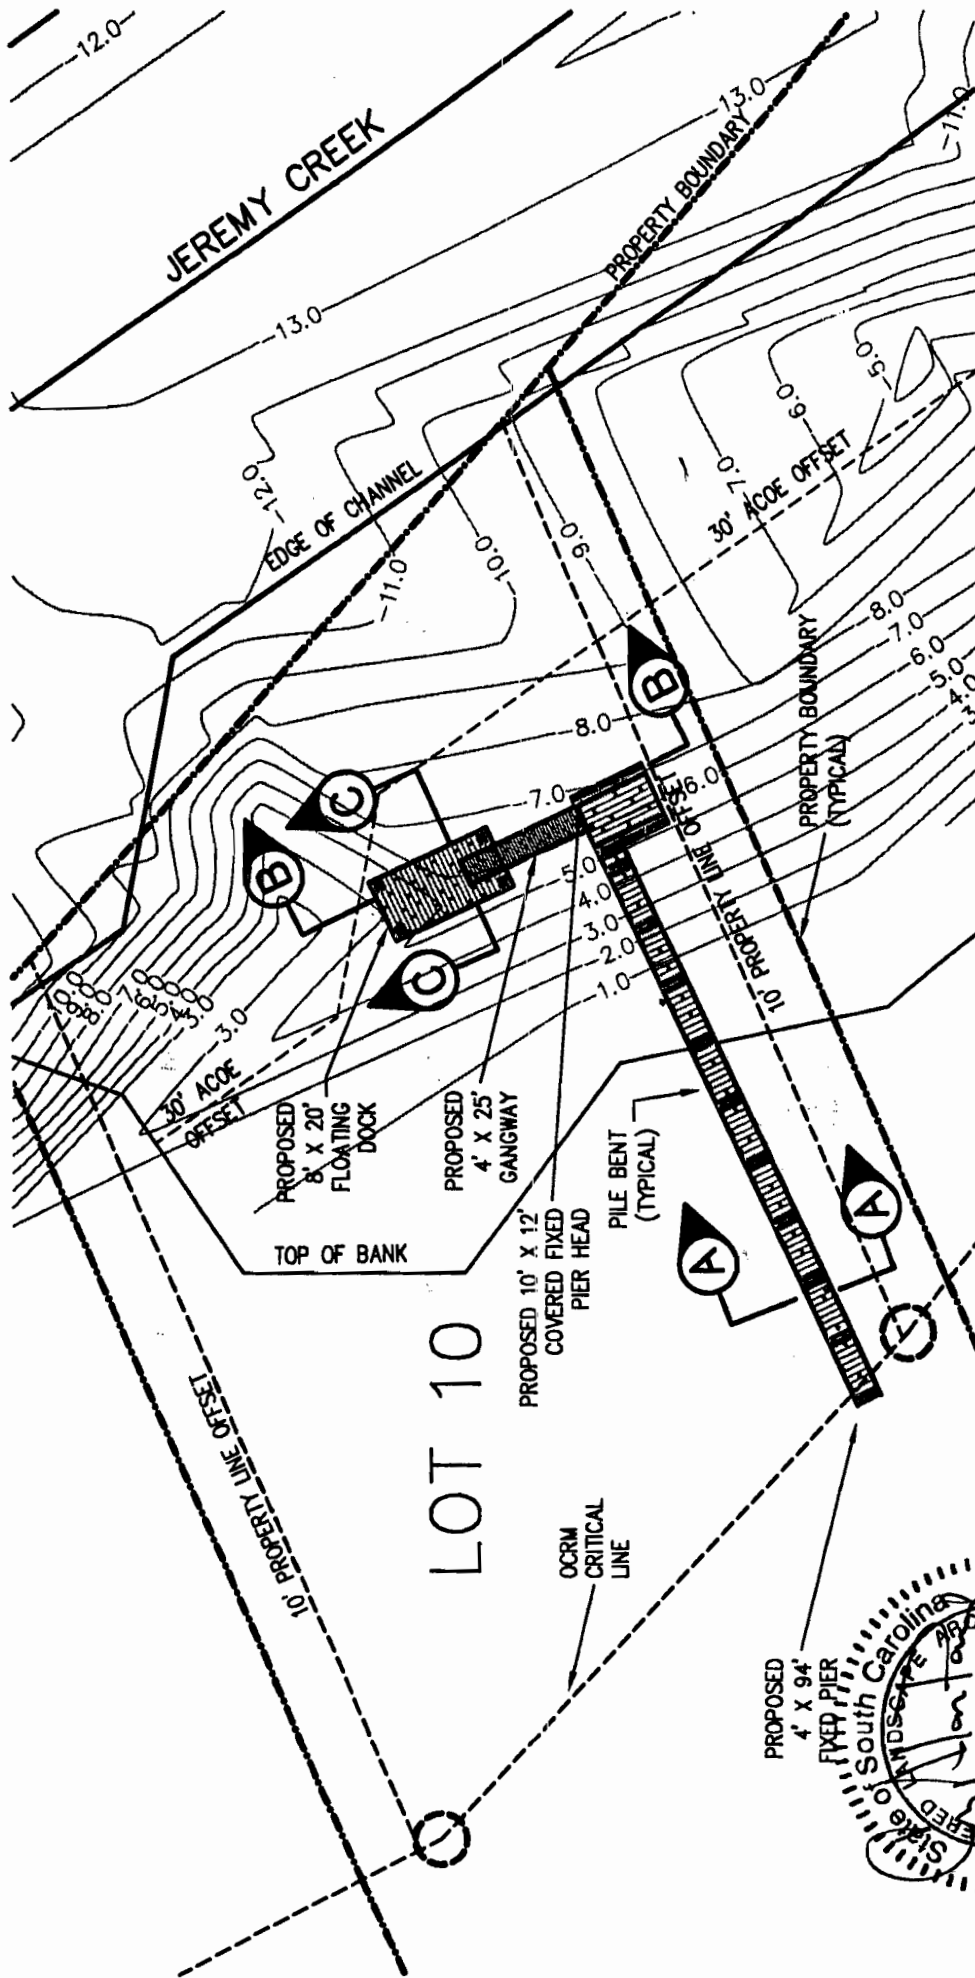 -12.0-
JEREMY CREEK
-13.0-
-13.0
-11.0
PROPERTY BOUNDARY
-12.0-
EDGE OF CHANNEL
-11.0
-10.0
-9.0
-7.0
-6.0
-5.0
30' ACOE OFFSET
-8.0
-7.0
-6.0
-5.0
-4.0
B
C
B
C
-8.0
-7.0
-6.0
-5.0
-4.0
-3.0
-2.0
-1.0
-3.0
PROPERTY BOUNDARY
(TYPICAL)
10' PROPERTY LINE OFFSET
30' ACOE
OFFSET
PROPOSED
8' X 20'
FLOATING
DOCK
PROPOSED
4' X 25'
GANGWAY
PROPOSED 10' X 12'
COVERED FIXED
PIER HEAD
PILE BENT
(TYPICAL)
A
A
TOP OF BANK
10' PROPERTY LINE OFFSET
LOT 10
OCRM
CRITICAL
LINE
PROPOSED
4' X 94'
FIXED PIER
State of South Carolina
LANDSCAPE